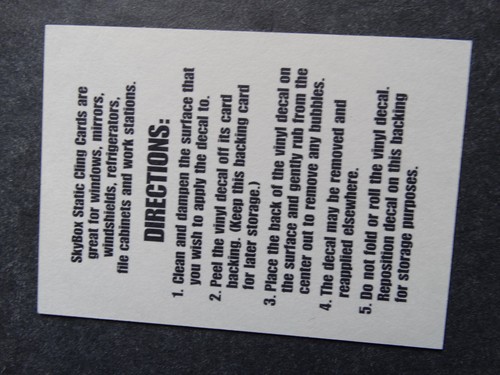 SkyBox Static Cling Cards are
great for windows, mirrors,
windshields, refrigerators,
file cabinets and work stations.
DIRECTIONS:
1. Clean and dampen the surface that
you wish to apply the decal to.
2. Peel the vinyl decal off its card
backing. (Keep this backing card
for later storage.)
3. Place the back of the vinyl decal on
the surface and gently rub from the
center out to remove any bubbles.
4. The decal may be removed and
reapplied elsewhere.
5. Do not fold or roll the vinyl decal.
Reposition decal on this backing
for storage purposes.